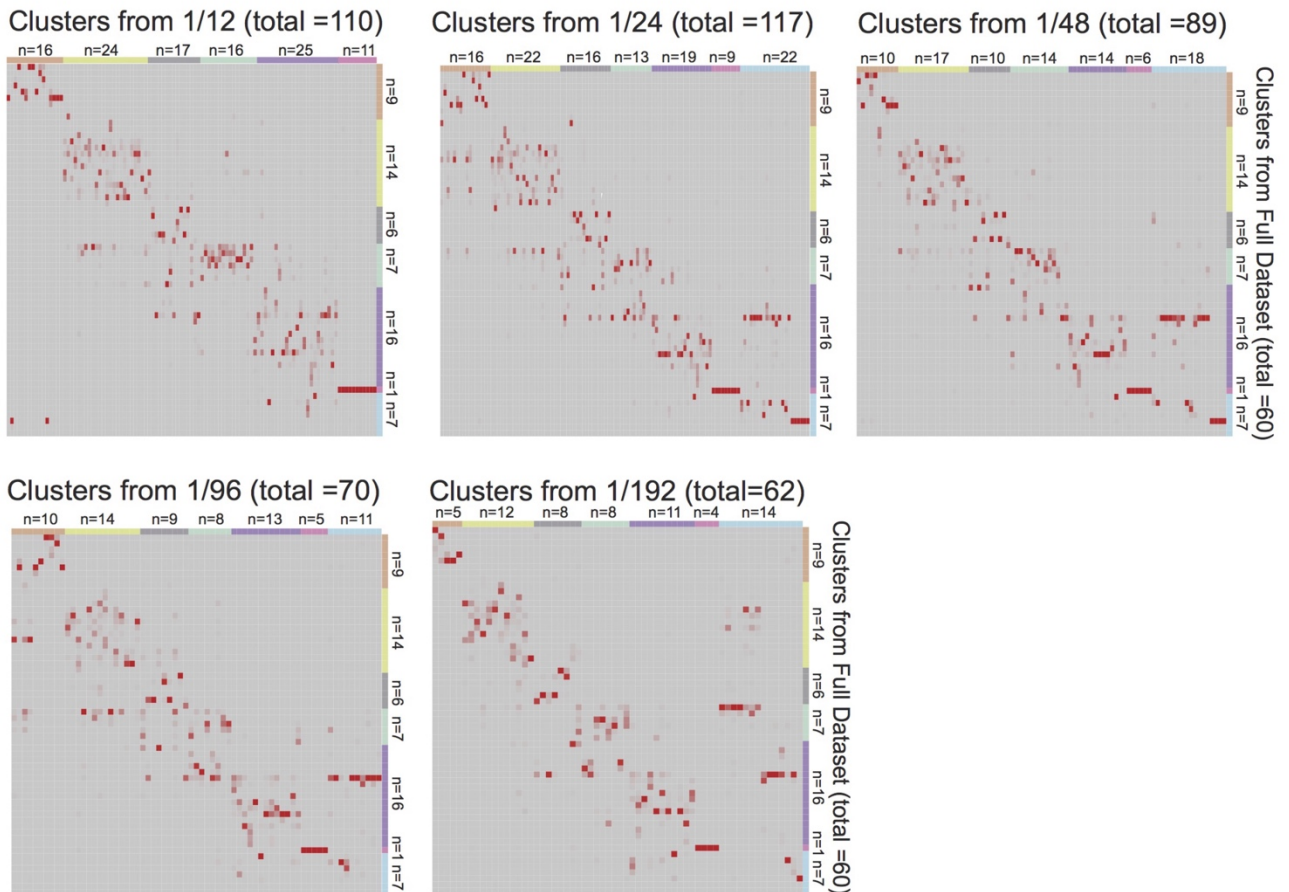 Clusters from 1/12 (total =110)
n=16 n=24 n=17 n=16 n=25 n=11
n=9
n=14
n=6
n=7
n=16
n=1
n=7
Clusters from 1/24 (total =117)
n=16 n=22 n=16 n=13 n=19 n=9 n=22
n=9
n=14
n=6
n=7
n=16
n=1
n=7
Clusters from 1/48 (total =89)
n=10 n=17 n=10 n=14 n=14 n=6 n=18
n=9
n=14
n=6
n=7
n=16
n=1
n=7
Clusters from Full Dataset (total =60)
Clusters from 1/96 (total =70)
n=10 n=14 n=9 n=8 n=13 n=5 n=11
n=9
n=14
n=6
n=7
n=16
n=1
n=7
Clusters from 1/192 (total=62)
n=5 n=12 n=8 n=8 n=11 n=4 n=14
n=9
n=14
n=6
n=7
n=16
n=1
n=7
Clusters from Full Dataset (total =60)